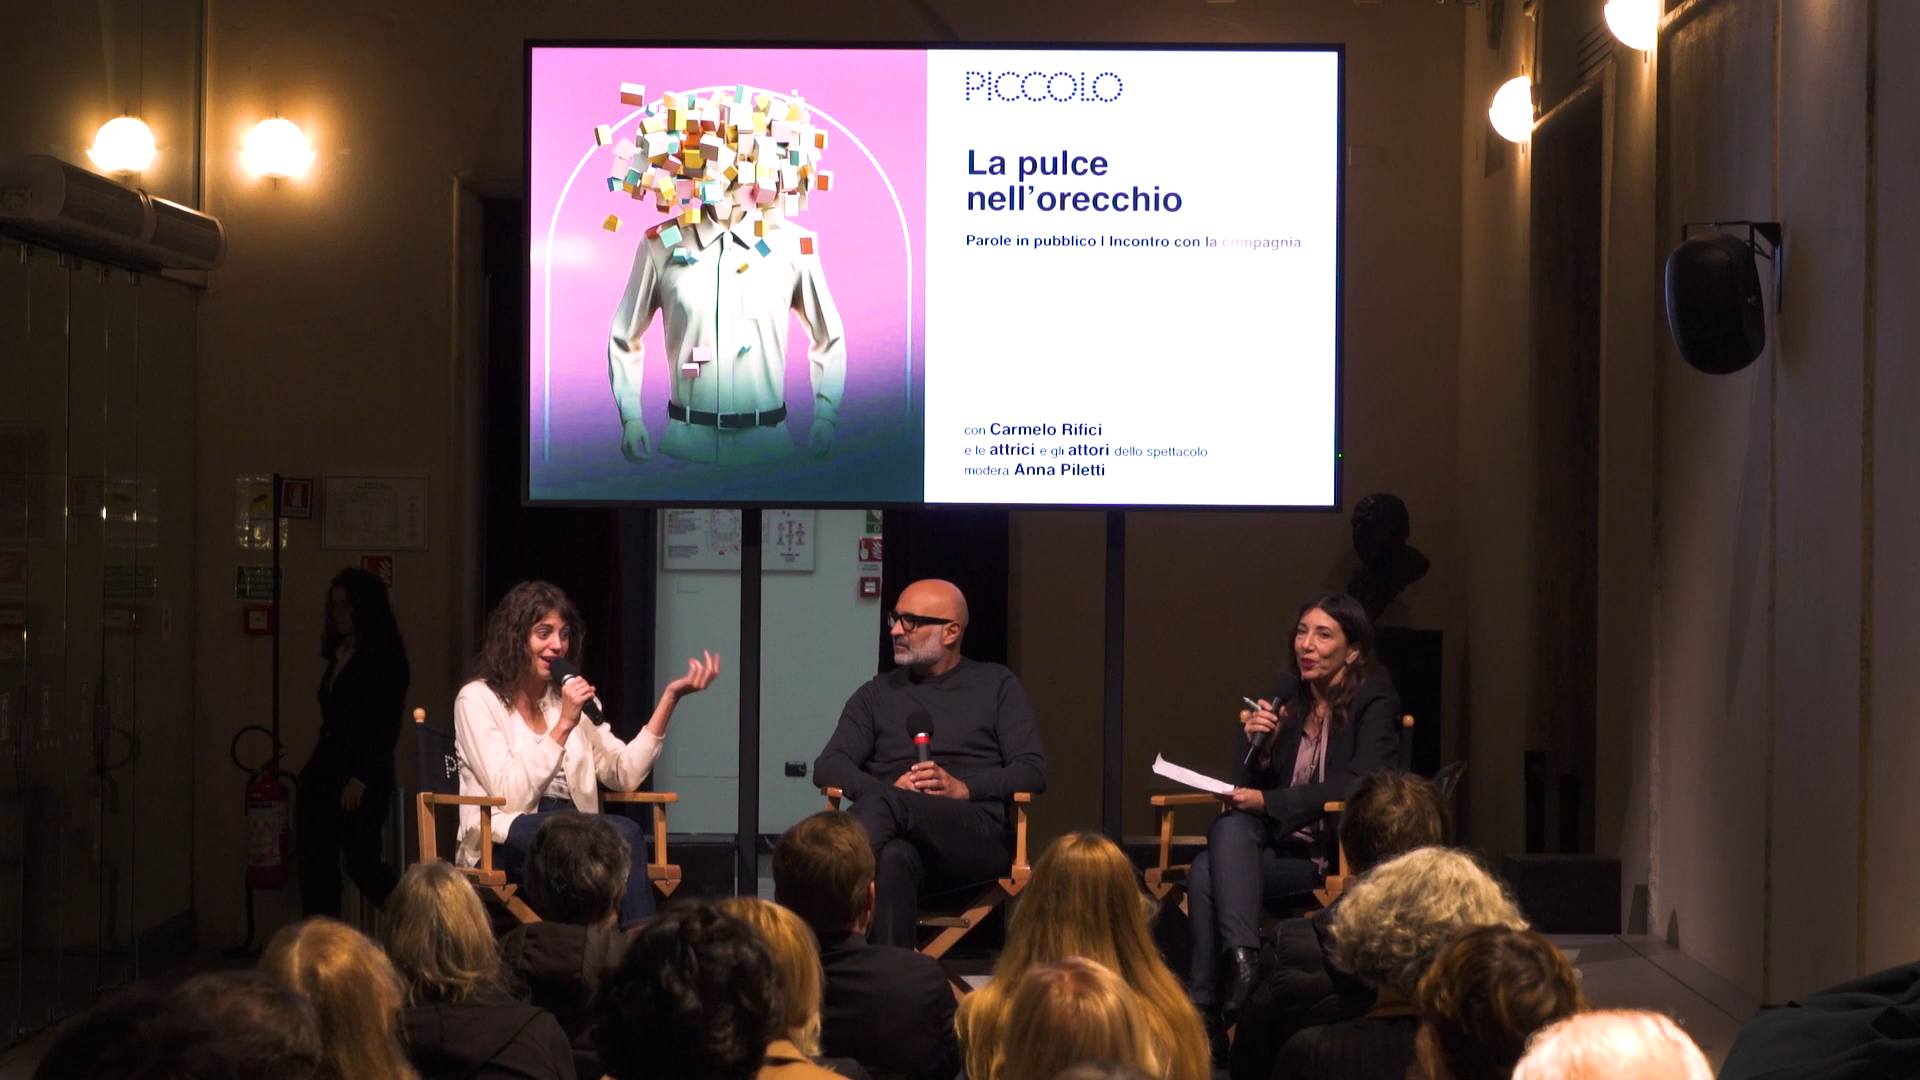 PICCOLO
La pulce
nell'orecchio
Parole in pubblico | Incontro con la compagnia
con Carmelo Rifici
e le attrici e gli attori dello spettacolo
modera Anna Piletti